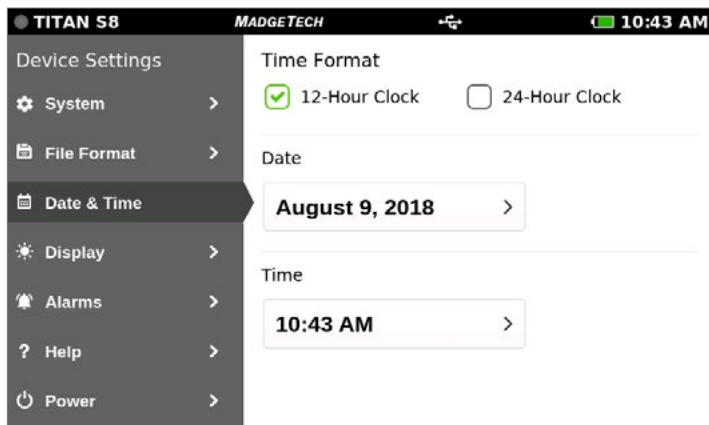 TITAN S8 MADGETECH 10:43 AM
Device Settings
System
File Format
Date & Time
Display
Alarms
? Help
Power
Time Format
12-Hour Clock 24-Hour Clock
Date
August 9, 2018
Time
10:43 AM